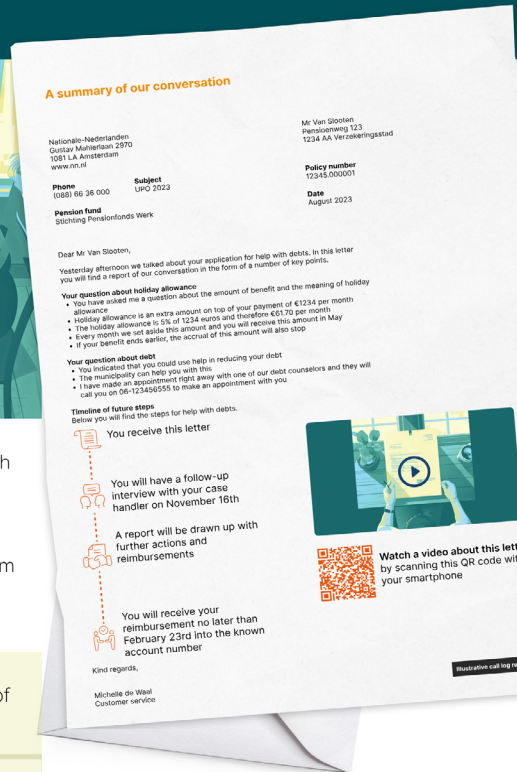 A summary of our conversation
Nationale-Nederlanden
Gustav Mahlerlaan 2970
1081 LA Amsterdam
www.nn.nl
Mr Van Slooten
Pensioenweg 123
1234 AA Verzekeringsstad
Phone
(088) 66 36 000
Subject
UPO 2023
Policy number
12345.000001
Pension fund
Stichting Pensionfonds Werk
Date
August 2023
Dear Mr Van Slooten,
Yesterday afternoon we talked about your application for help with debts. In this letter
you will find a report of our conversation in the form of a number of key points.
Your question about holiday allowance
• You have asked me a question about the amount of benefit and the meaning of holiday
allowance
• Holiday allowance is an extra amount on top of your payment of €1234 per month
• The holiday allowance is 5% of 1234 euros and therefore €61.70 per month
• Every month we set aside this amount and you will receive this amount in May
• If your benefit ends earlier, the accrual of this amount will also stop
Your question about debt
• You indicated that you could use help in reducing your debt
• The municipality can help you with this
• I have made an appointment right away with one of our debt counselors and they will
call you on 06-123456555 to make an appointment with you
Timeline of future steps
Below you will find the steps for help with debts.
You receive this letter
You will have a follow-up
interview with your case
handler on November 16th
A report will be drawn up with
further actions and
reimbursements
You will receive your
reimbursement no later than
February 23rd into the known
account number
Watch a video about this lett
by scanning this QR code wit
your smartphone
Kind regards,
Michelle de Waal
Customer service
Illustrative call log re
h
m
of